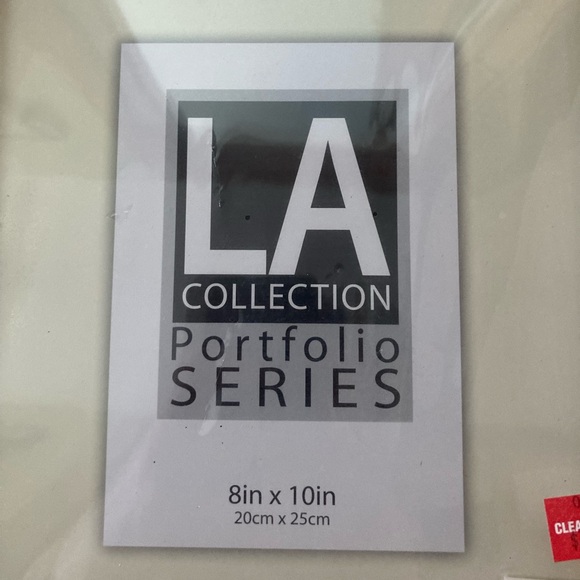 LA
COLLECTION
Portfolio
SERIES
8in x 10in
20cm x 25cm